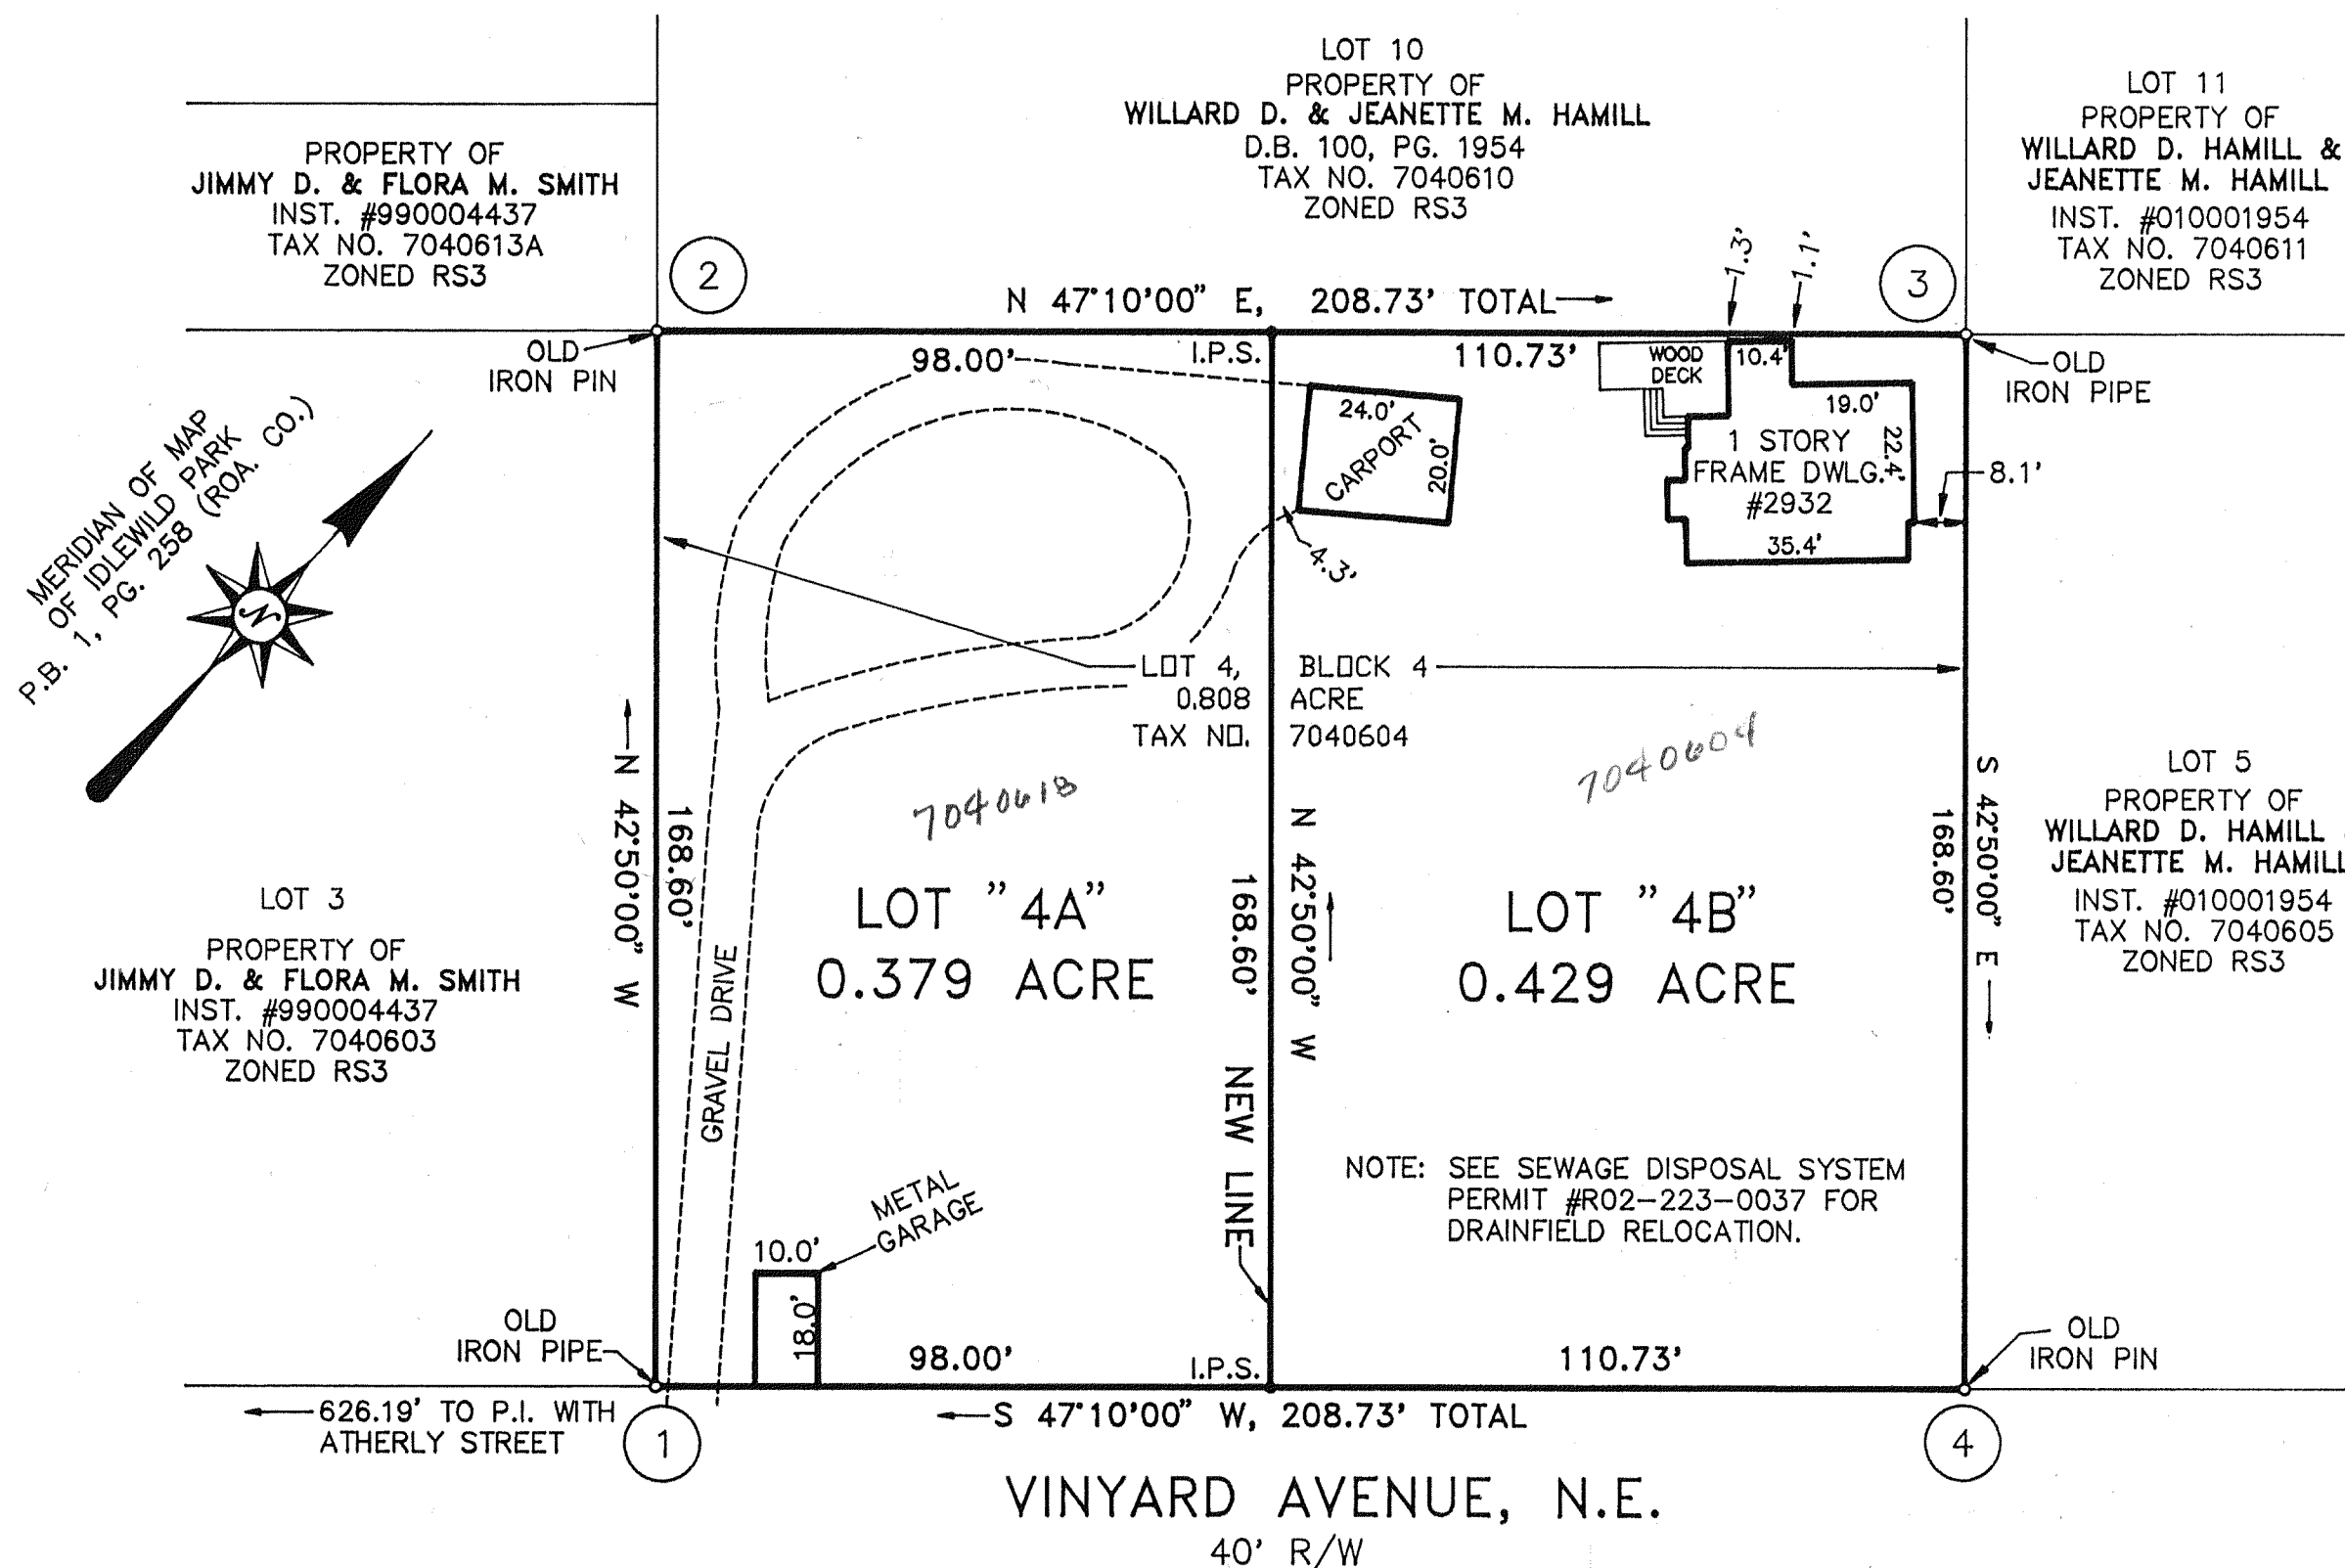 LOT 10
PROPERTY OF
WILLARD D. & JEANETTE M. HAMILL
D.B. 100, PG. 1954
TAX NO. 7040610
ZONED RS3
LOT 11
PROPERTY OF
WILLARD D. HAMILL &
JEANETTE M. HAMILL
INST. #010001954
TAX NO. 7040611
ZONED RS3
PROPERTY OF
JIMMY D. & FLORA M. SMITH
INST. #990004437
TAX NO. 7040613A
ZONED RS3
2
3
1.3'
1.1'
N 47°10'00" E, 208.73' TOTAL
OLD
IRON PIN
98.00'
I.P.S.
110.73'
WOOD
DECK
10.4'
OLD
IRON PIPE
24.0'
CARPORT
20.0'
19.0'
22.4'
1 STORY
FRAME DWLG.
#2932
35.4'
8.1'
4.3'
MERIDIAN OF MAP
OF IDLEWILD PARK
P.B. 1, PG. 258 (ROA. CO.)
N
LOT 4, BLOCK 4
0.808 ACRE
TAX NO. 7040604
7040618
7040604
N 42°50'00" W
168.60'
168.60'
N 42°50'00" W
S 42°50'00" E
168.60'
LOT 5
PROPERTY OF
WILLARD D. HAMILL
JEANETTE M. HAMILL
INST. #010001954
TAX NO. 7040605
ZONED RS3
LOT 3
PROPERTY OF
JIMMY D. & FLORA M. SMITH
INST. #990004437
TAX NO. 7040603
ZONED RS3
LOT "4A"
0.379 ACRE
LOT "4B"
0.429 ACRE
GRAVEL DRIVE
NEW LINE
NOTE: SEE SEWAGE DISPOSAL SYSTEM
PERMIT #R02-223-0037 FOR
DRAINFIELD RELOCATION.
METAL
GARAGE
10.0'
18.0'
OLD
IRON PIPE
98.00'
I.P.S.
110.73'
OLD
IRON PIN
626.19' TO P.I. WITH
ATHERLY STREET
1
S 47°10'00" W, 208.73' TOTAL
4
VINYARD AVENUE, N.E.
40' R/W